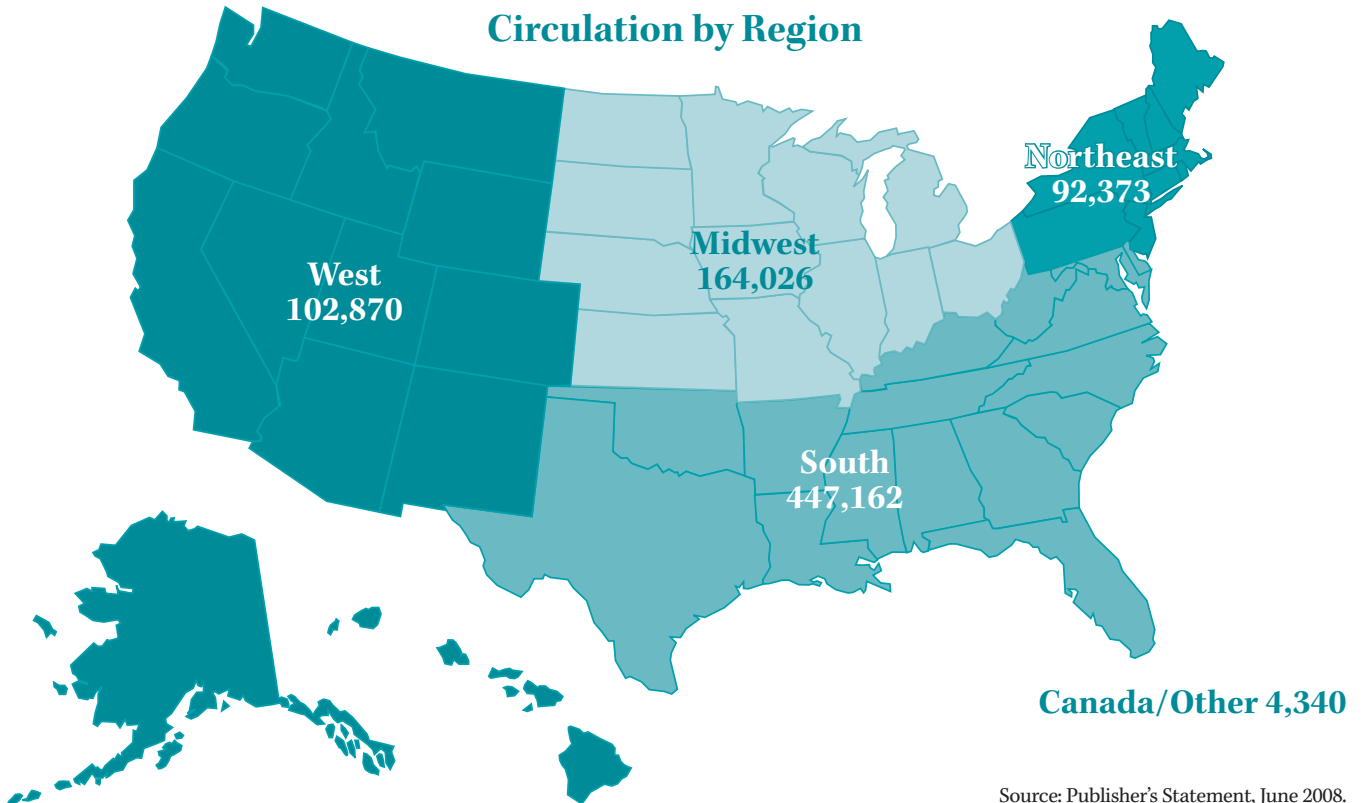 Circulation by Region
Northeast
92,373
Midwest
164,026
West
102,870
South
447,162
Canada/Other 4,340
Source: Publisher's Statement, June 2008.